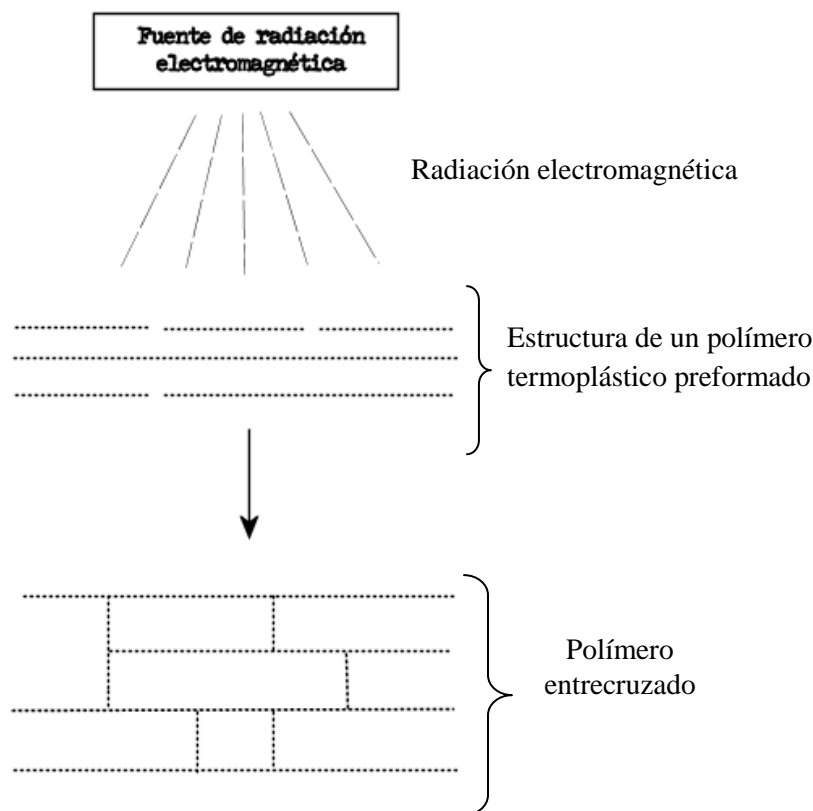 Fuente de radiación
electromagnética
Radiación electromagnética
Estructura de un polímero
termoplástico preformado
Polímero
entrecruzado